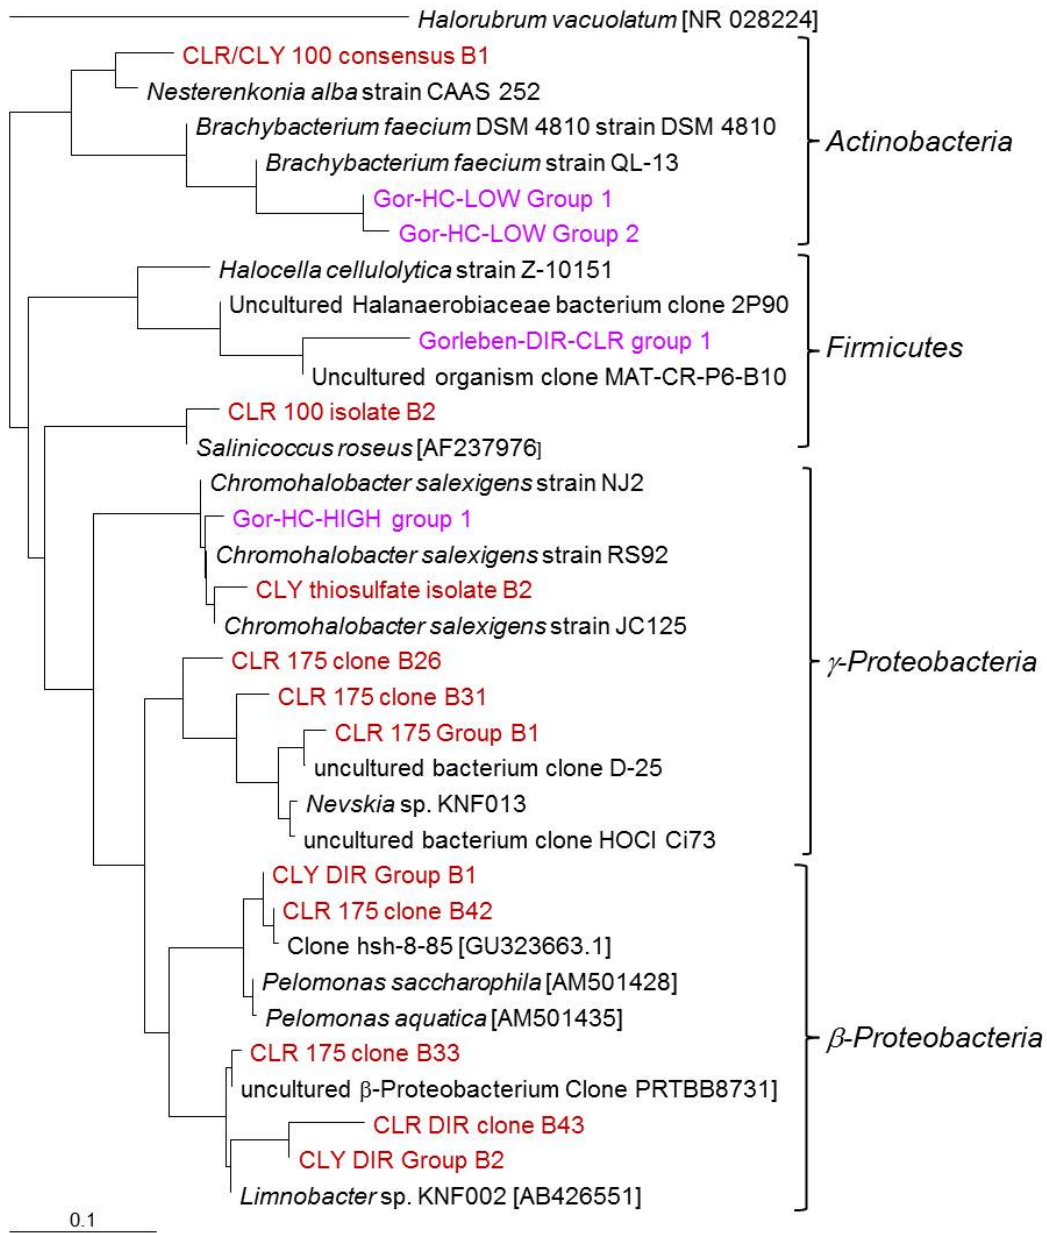 Halorubrum vacuolatum [NR 028224]
CLR/CLY 100 consensus B1
Nesterenkonia alba strain CAAS 252
Brachybacterium faecium DSM 4810 strain DSM 4810
Actinobacteria
Brachybacterium faecium strain QL-13
Gor-HC-LOW Group 1
Gor-HC-LOW Group 2
Halocella cellulolytica strain Z-10151
Uncultured Halanaerobiaceae bacterium clone 2P90
Gorleben-DIR-CLR group 1
Firmicutes
Uncultured organism clone MAT-CR-P6-B10
CLR 100 isolate B2
Salinicoccus roseus [AF237976]
Chromohalobacter salexigens strain NJ2
Gor-HC-HIGH group 1
Chromohalobacter salexigens strain RS92
CLY thiosulfate isolate B2
Chromohalobacter salexigens strain JC125
CLR 175 clone B26
γ-Proteobacteria
CLR 175 clone B31
CLR 175 Group B1
uncultured bacterium clone D-25
Nevskia sp. KNF013
uncultured bacterium clone HOCI Ci73
CLY DIR Group B1
CLR 175 clone B42
Clone hsh-8-85 [GU323663.1]
Pelomonas saccharophila [AM501428]
Pelomonas aquatica [AM501435]
β-Proteobacteria
CLR 175 clone B33
uncultured β-Proteobacterium Clone PRTBB8731]
CLR DIR clone B43
CLY DIR Group B2
Limnobacter sp. KNF002 [AB426551]
0.1